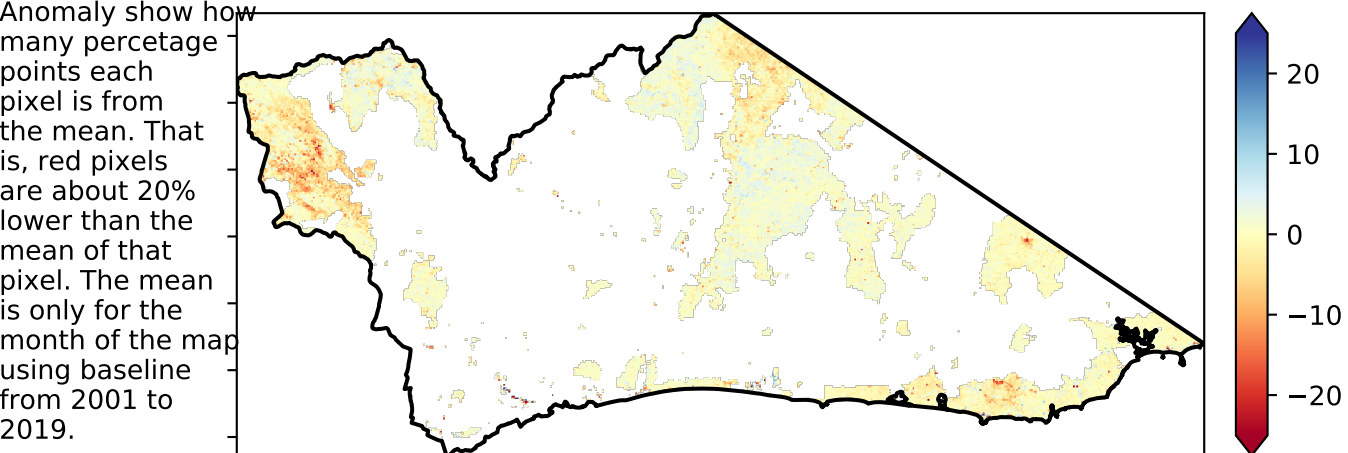 Anomaly show how
many percetage
points each
pixel is from
the mean. That
is, red pixels
are about 20%
lower than the
mean of that
pixel. The mean
is only for the
month of the map
using baseline
from 2001 to
2019.
20
10
0
−10
−20